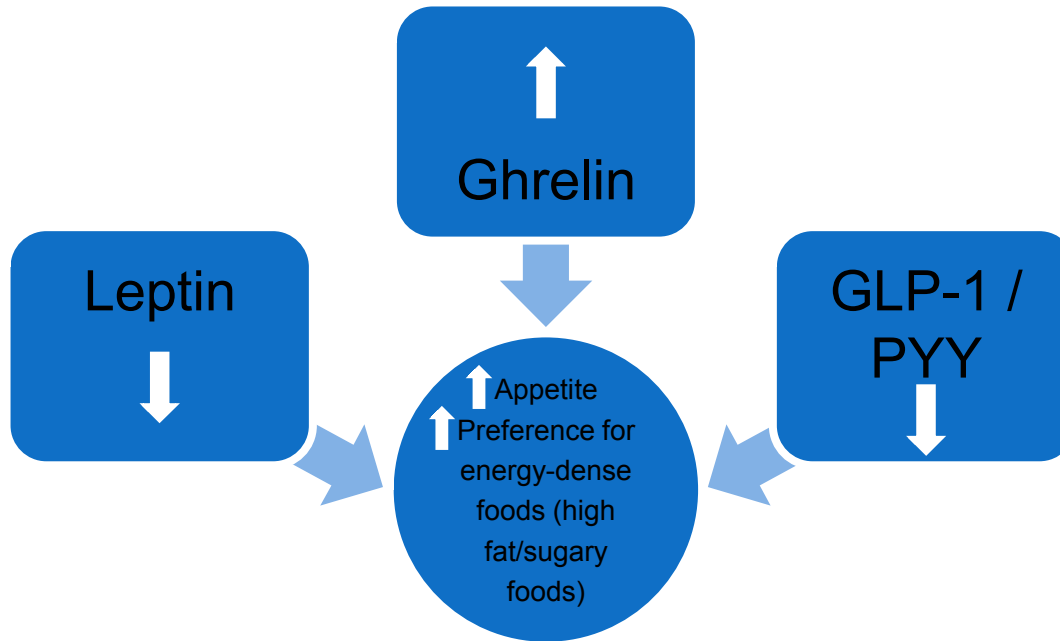 Ghrelin
Leptin
GLP-1 /
PYY
Appetite
Preference for
energy-dense
foods (high
fat/sugary
foods)